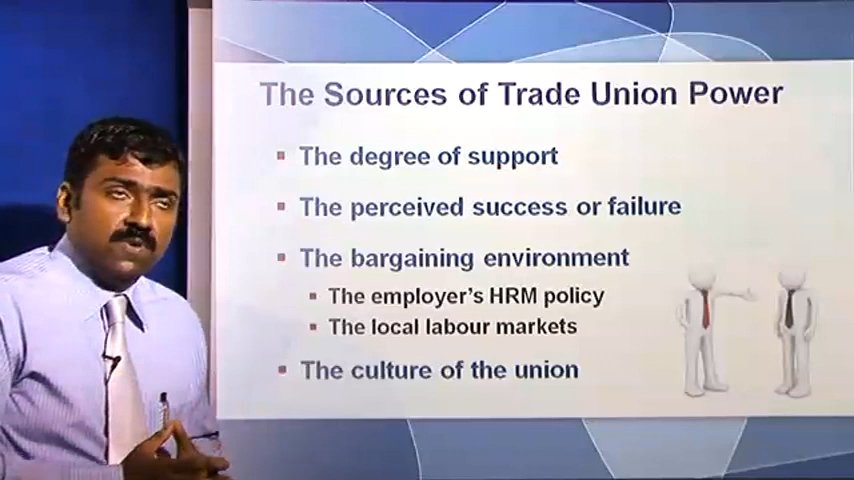 The Sources of Trade Union Power
The degree of support
The perceived success or failure
The bargaining environment
The employer's HRM policy
The local labour markets
The culture of the union